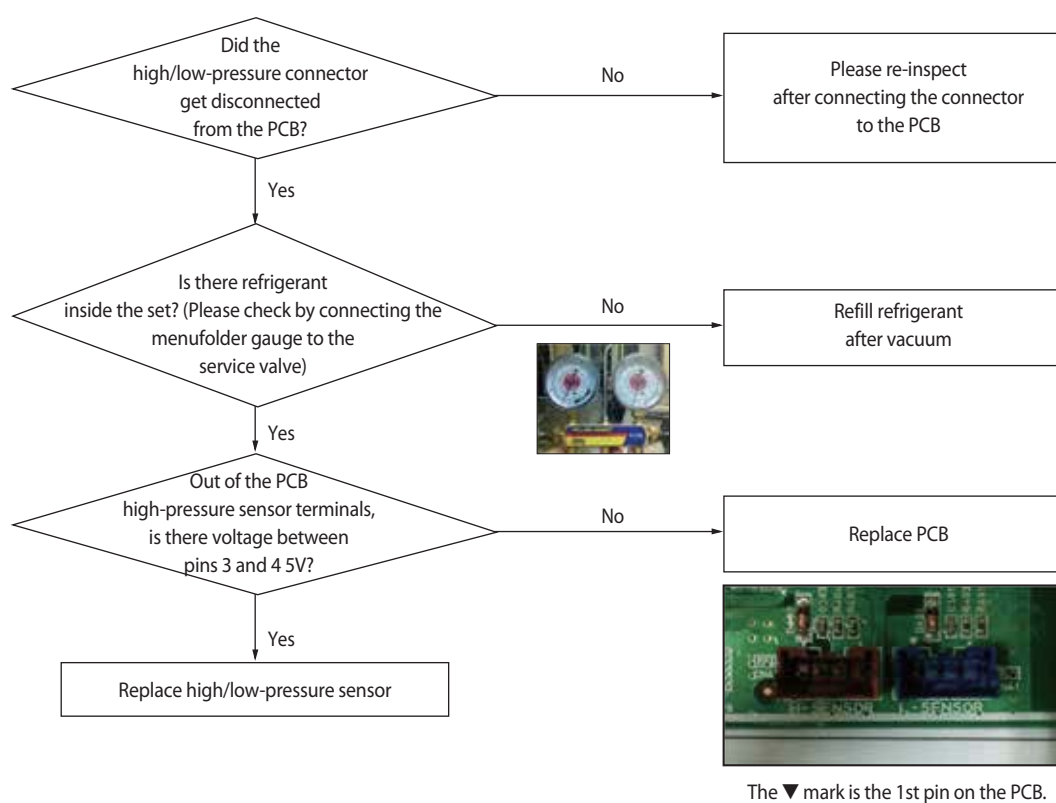 Did the
high/low-pressure connector
get disconnected
from the PCB?
No
Please re-inspect
after connecting the connector
to the PCB
Yes
Is there refrigerant
inside the set? (Please check by connecting the
menufolder gauge to the
service valve)
No
Refill refrigerant
after vacuum
Yes
Out of the PCB
high-pressure sensor terminals,
is there voltage between
pins 3 and 4 5V?
No
Replace PCB
Yes
Replace high/low-pressure sensor
H-SENSOR L-SENSOR
The ▼ mark is the 1st pin on the PCB.